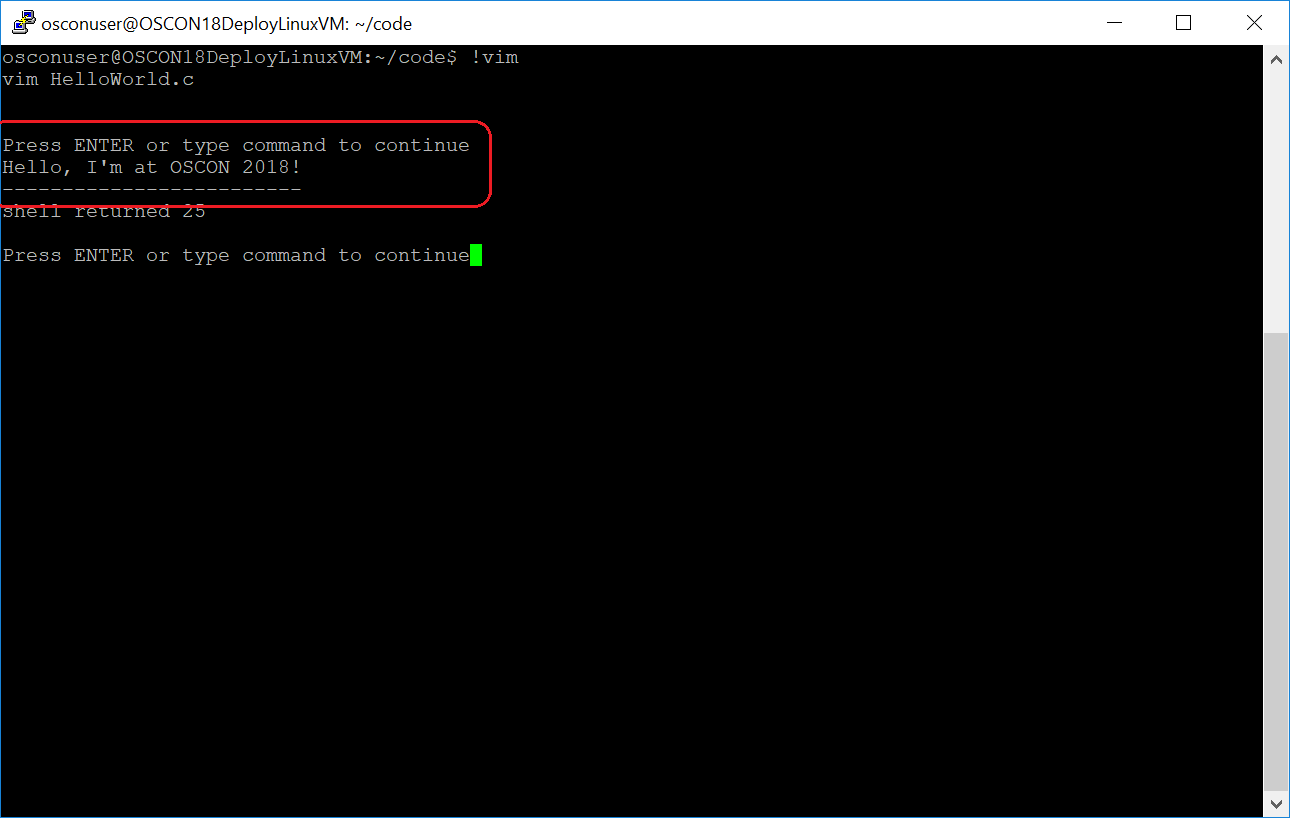 osconuser@OSCON18DeployLinuxVM: ~/code
osconuser@OSCON18DeployLinuxVM:~/code$ !vim
vim HelloWorld.c
Press ENTER or type command to continue
Hello, I'm at OSCON 2018!
-------------------------
shell returned 25
Press ENTER or type command to continue